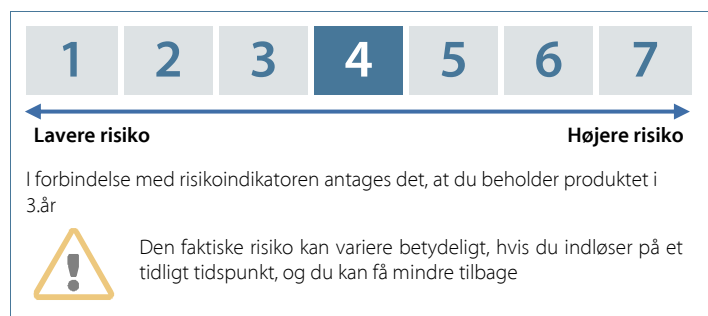 1 2 3 4 5 6 7
Lavere risiko Højere risiko
I forbindelse med risikoindikatoren antages det, at du beholder produktet i
3.år
Den faktiske risiko kan variere betydeligt, hvis du indløser på et
tidligt tidspunkt, og du kan få mindre tilbage